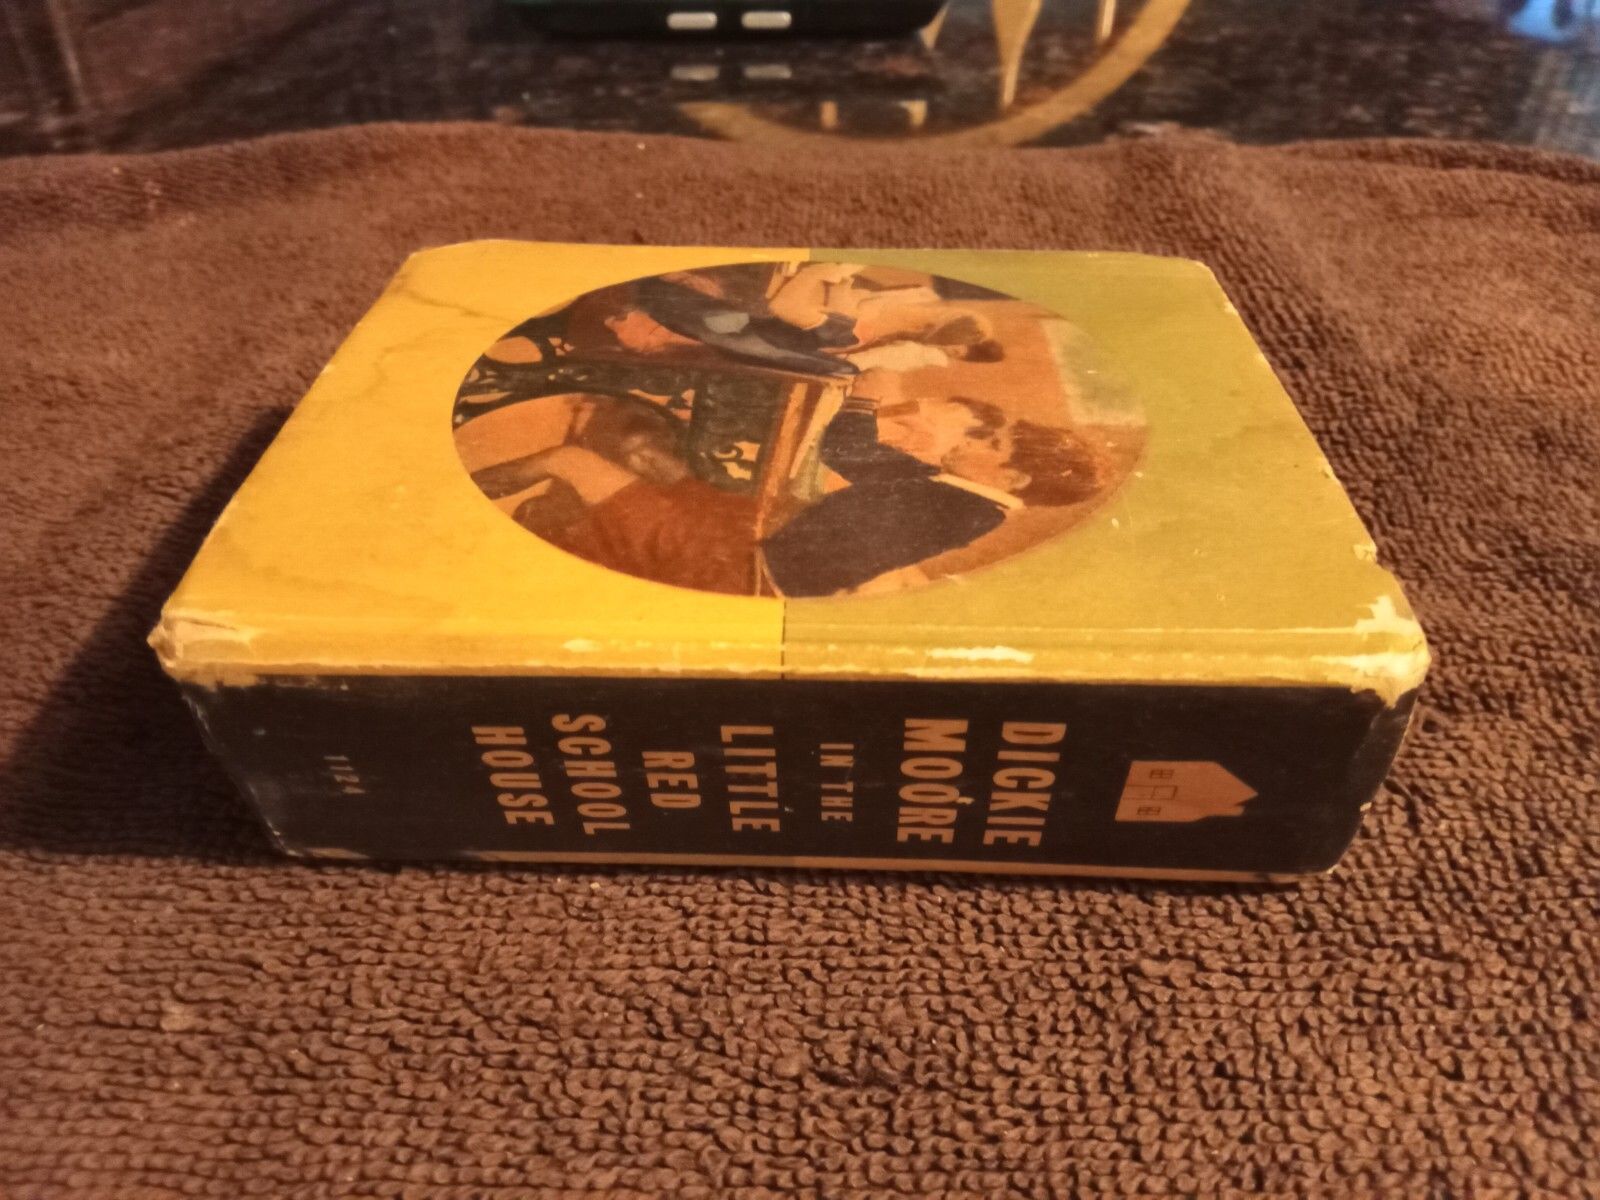 DICKIE
MOORE
IN THE
LITTLE
RED
SCHOOL
HOUSE
1124